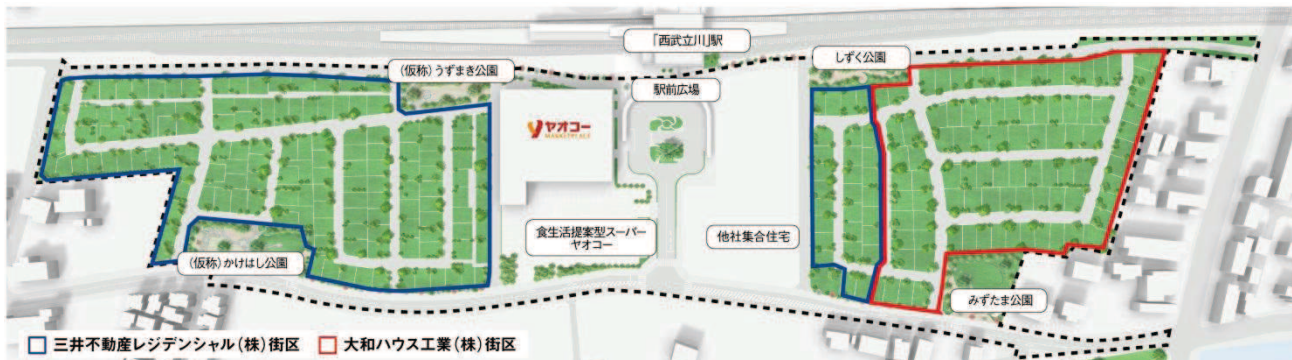 「西武立川」駅
(仮称)うずまき公園
しずく公園
駅前広場
ヤオコー
MARKETPLACE
食生活提案型スーパー
ヤオコー
他社集合住宅
(仮称)かけはし公園
みずたま公園
三井不動産レジデンシャル(株)街区
大和ハウス工業(株)街区